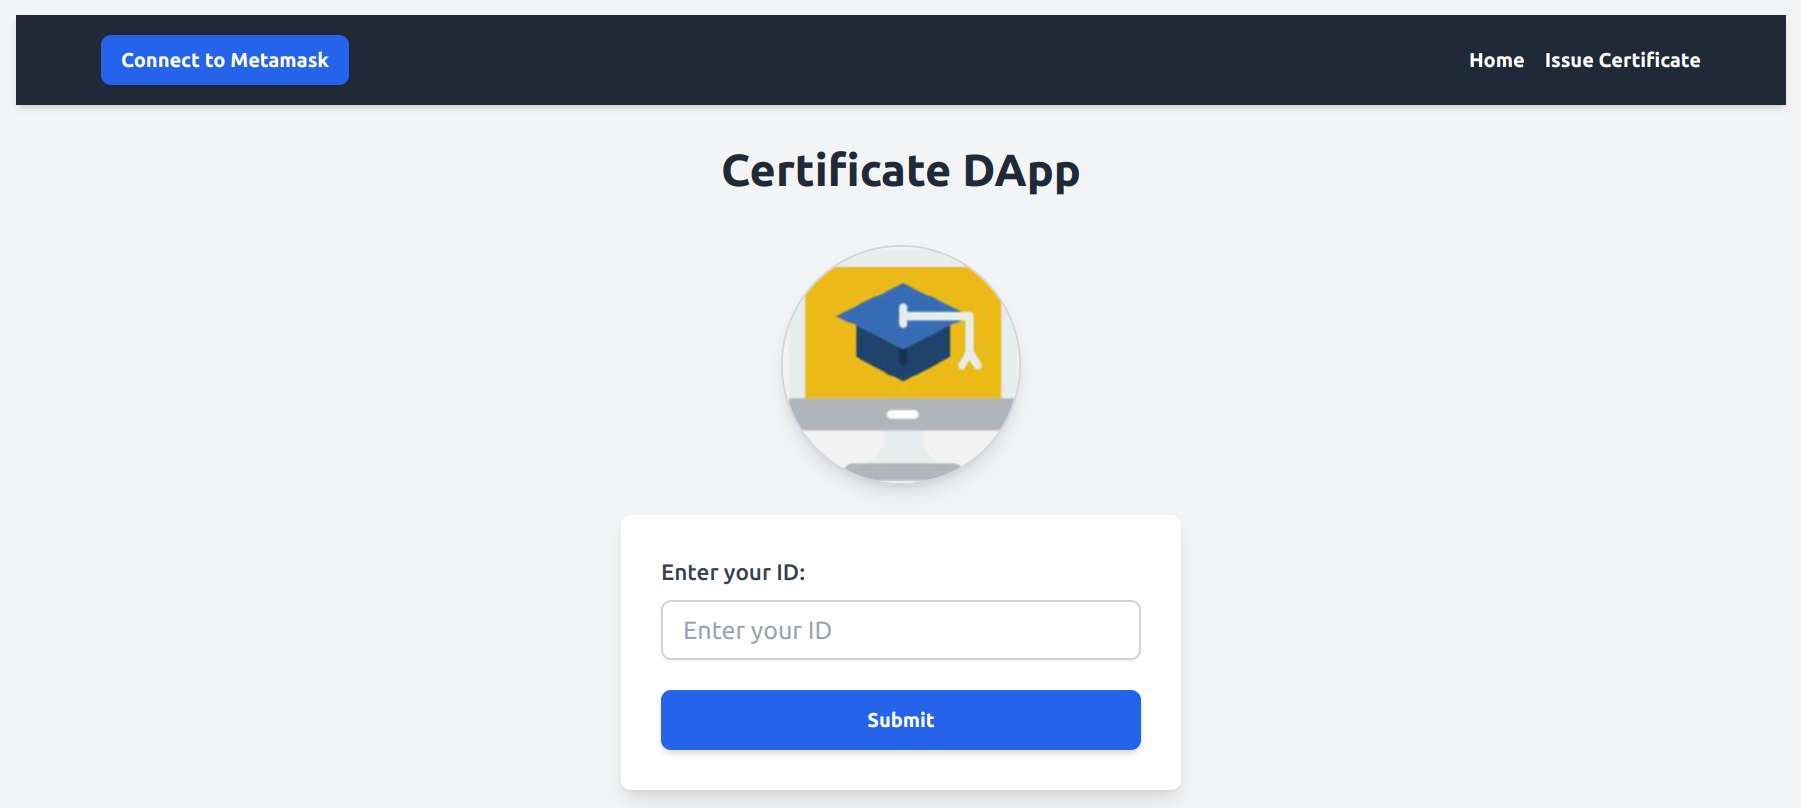 Connect to Metamask
Home
Issue Certificate
Certificate DApp
Enter your ID:
Enter your ID
Submit